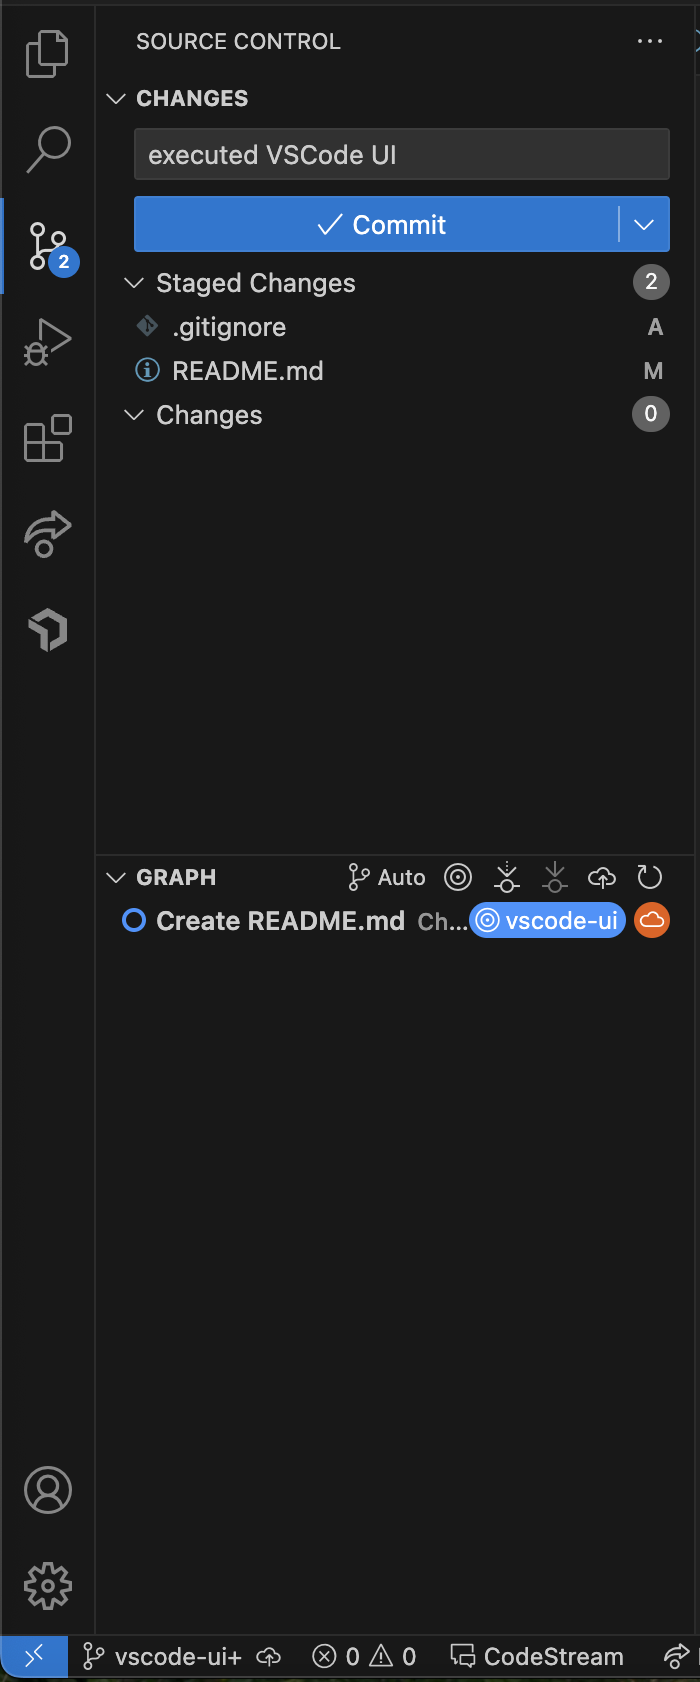 SOURCE CONTROL
CHANGES
executed VSCode UI
Commit
2
Staged Changes 2
.gitignore A
README.md M
Changes 0
GRAPH Auto
Create README.md Ch... vscode-ui
vscode-ui+ 0 0 CodeStream